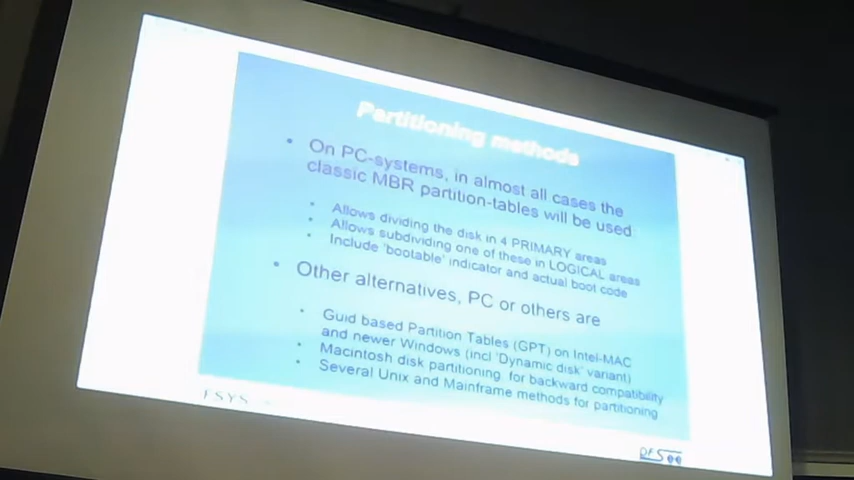 Partitioning methods
• On PC-systems, in almost all cases the
classic MBR partition-tables will be used
• Allows dividing the disk in 4 PRIMARY areas
• Allows subdividing one of these in LOGICAL areas
• Include 'bootable' indicator and actual boot code
• Other alternatives, PC or others are
• Guid based Partition Tables (GPT) on Intel-MAC
and newer Windows (incl 'Dynamic disk' variant)
• Macintosh disk partitioning for backward compatibility
• Several Unix and Mainframe methods for partitioning
FSYS
DFSee